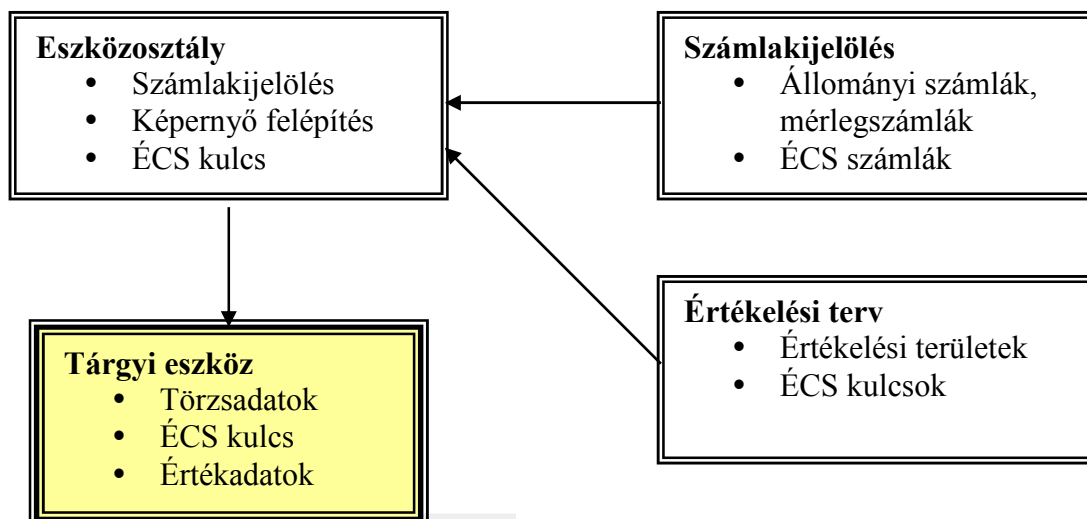 Eszközosztály
• Számlakijelölés
• Képernyő felépítés
• ÉCS kulcs
Számlakijelölés
• Állományi számlák,
mérlegszámlák
• ÉCS számlák
Tárgyi eszköz
• Törzsadatok
• ÉCS kulcs
• Értékadatok
Értékelési terv
• Értékelési területek
• ÉCS kulcsok